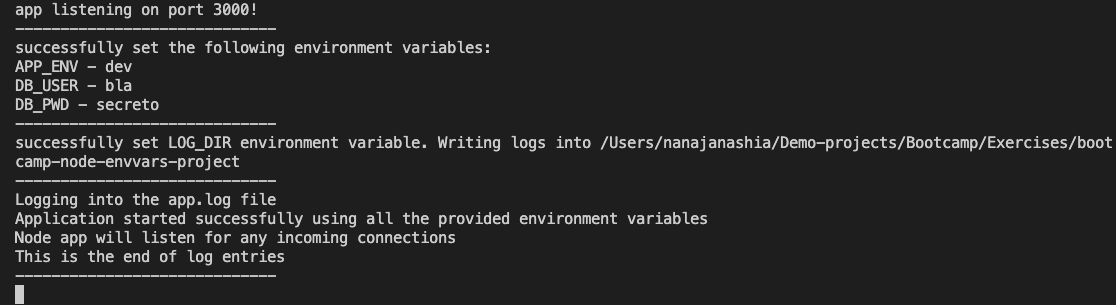 app listening on port 3000!
-----------------------------
successfully set the following environment variables:
APP_ENV - dev
DB_USER - bla
DB_PWD - secreto
-----------------------------
successfully set LOG_DIR environment variable. Writing logs into /Users/nanajanashia/Demo-projects/Bootcamp/Exercises/boot
camp-node-envvars-project
-----------------------------
Logging into the app.log file
Application started successfully using all the provided environment variables
Node app will listen for any incoming connections
This is the end of log entries
-----------------------------